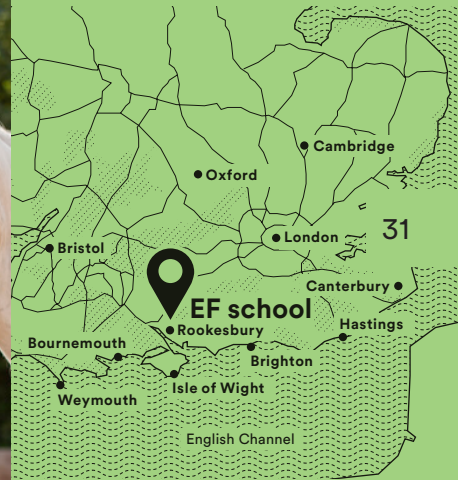 Cambridge
Oxford
31
London
Bristol
Canterbury
EF school
Rookesbury
Hastings
Bournemouth
Brighton
Isle of Wight
Weymouth
English Channel